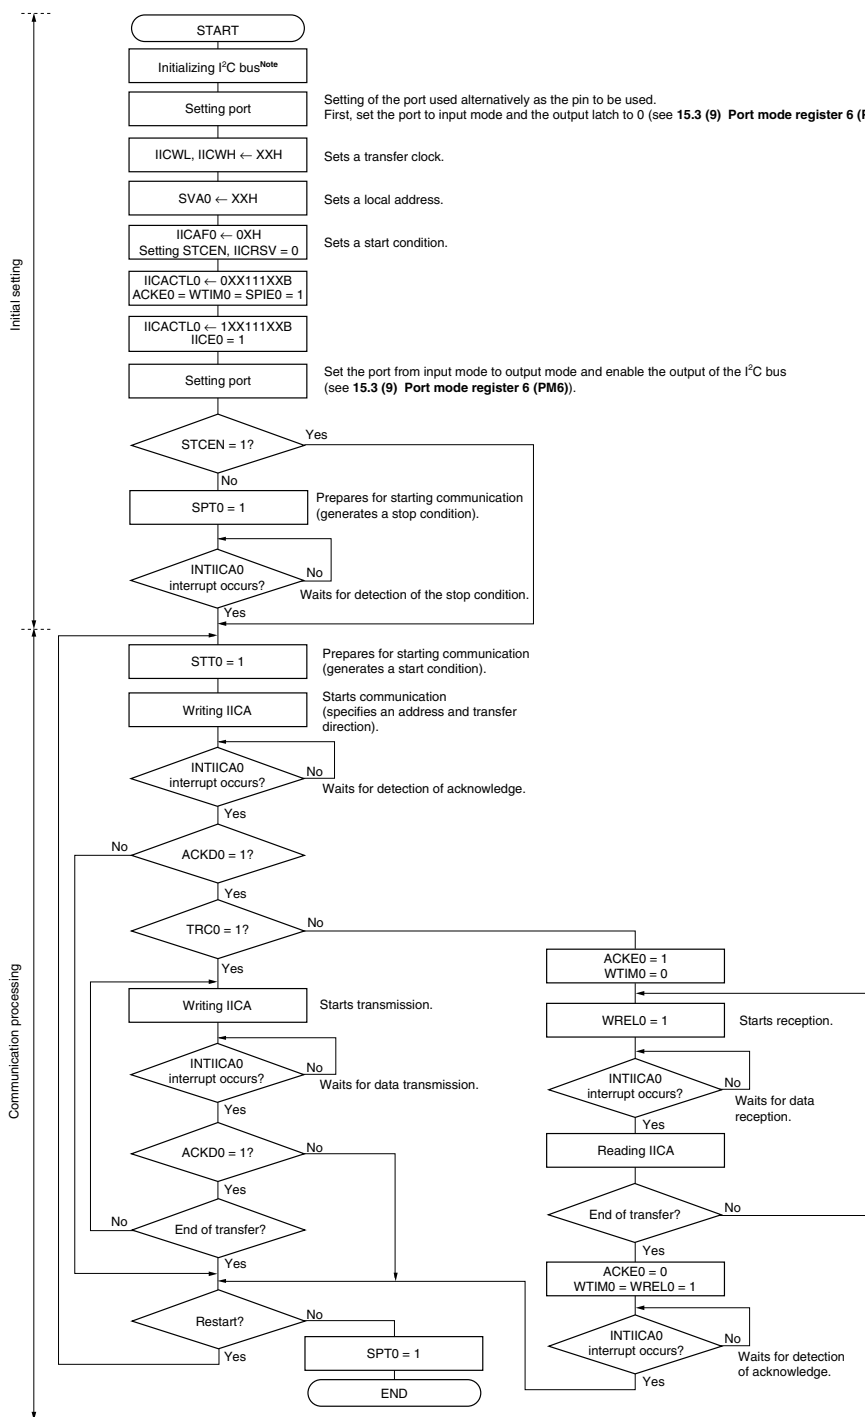 START
Initializing I²C bus^Note
Setting port
Setting of the port used alternatively as the pin to be used.
First, set the port to input mode and the output latch to 0 (see 15.3 (9) Port mode register 6 (
IICWL, IICWH ← XXH
Sets a transfer clock.
SVA0 ← XXH
Sets a local address.
IICAF0 ← 0XH
Setting STCEN, IICRSV = 0
Sets a start condition.
IICACTL0 ← 0XX111XXB
ACKE0 = WTIM0 = SPIE0 = 1
IICACTL0 ← 1XX111XXB
IICE0 = 1
Initial setting
Setting port
Set the port from input mode to output mode and enable the output of the I²C bus
(see 15.3 (9) Port mode register 6 (PM6)).
STCEN = 1?
Yes
No
SPT0 = 1
Prepares for starting communication
(generates a stop condition).
INTIICA0
interrupt occurs?
No
Waits for detection of the stop condition.
Yes
STT0 = 1
Prepares for starting communication
(generates a start condition).
Writing IICA
Starts communication
(specifies an address and transfer
direction).
INTIICA0
interrupt occurs?
No
Waits for detection of acknowledge.
Yes
No
ACKD0 = 1?
Yes
TRC0 = 1?
No
Yes
ACKE0 = 1
WTIM0 = 0
Communication processing
Writing IICA
Starts transmission.
WREL0 = 1
Starts reception.
INTIICA0
interrupt occurs?
No
Waits for data transmission.
Yes
INTIICA0
interrupt occurs?
No
Waits for data
reception.
Yes
ACKD0 = 1?
No
Yes
Reading IICA
No
End of transfer?
Yes
End of transfer?
No
Yes
ACKE0 = 0
WTIM0 = WREL0 = 1
Restart?
No
Yes
SPT0 = 1
END
INTIICA0
interrupt occurs?
No
Waits for detection
of acknowledge.
Yes